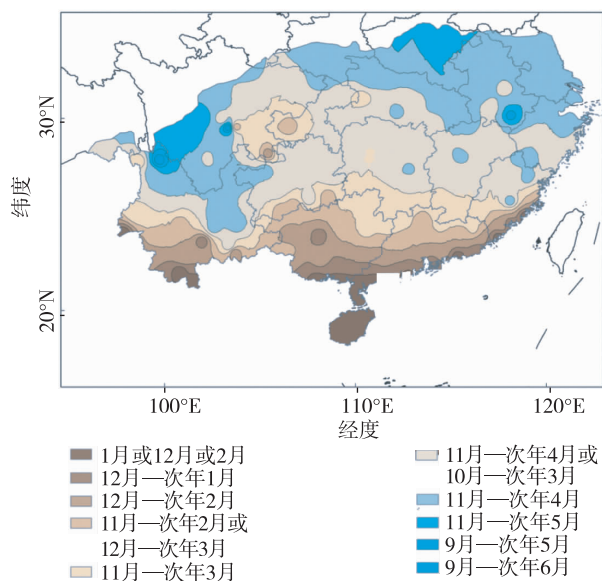 30°N
纬度
20°N
100°E
110°E
120°E
经度
1月或12月或2月
12月—次年1月
12月—次年2月
11月—次年2月或
12月—次年3月
11月—次年3月
11月—次年4月或
10月—次年3月
11月—次年4月
11月—次年5月
9月—次年5月
9月—次年6月